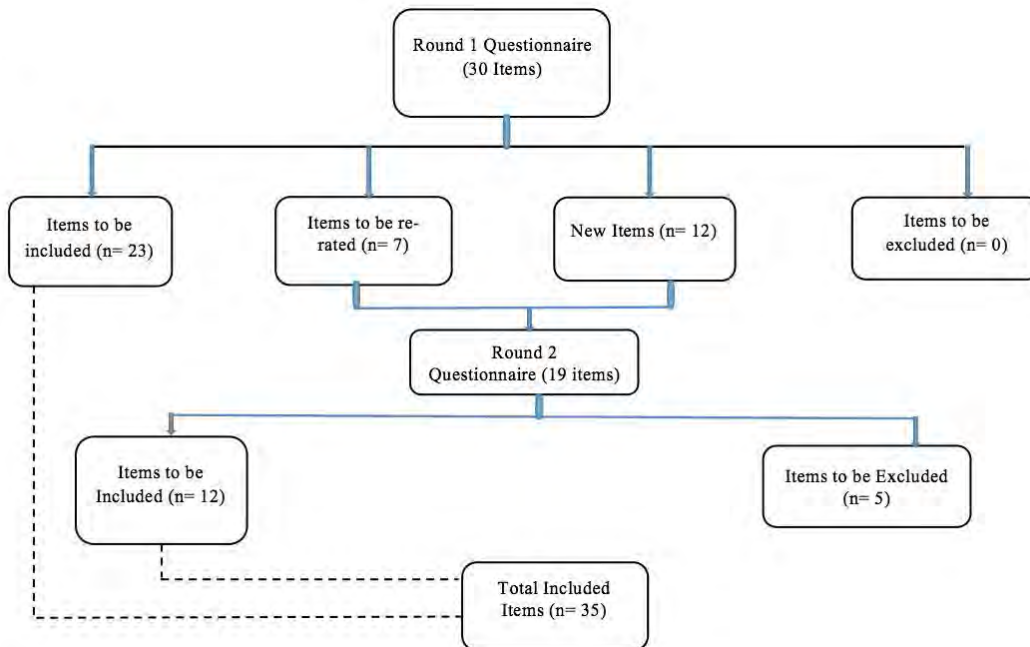 Round 1 Questionnaire
(30 Items)
Items to be
included (n= 23)
Items to be re-
rated (n= 7)
New Items (n= 12)
Items to be
excluded (n= 0)
Round 2
Questionnaire (19 items)
Items to be
Included (n= 12)
Items to be Excluded
(n= 5)
Total Included
Items (n= 35)